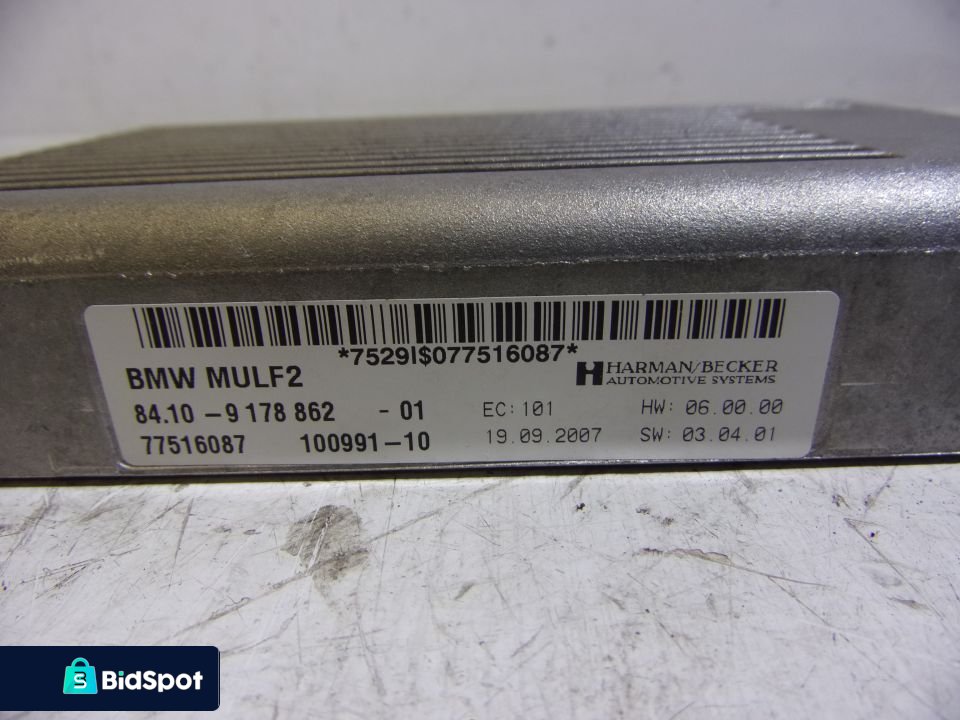 *7529I$077516087*
BMW MULF2
HARMAN/BECKER
AUTOMOTIVE SYSTEMS
84.10 - 9 178 862 - 01 EC: 101 HW: 06.00.00
77516087 100991-10 19.09.2007 SW: 03.04.01
BidSpot